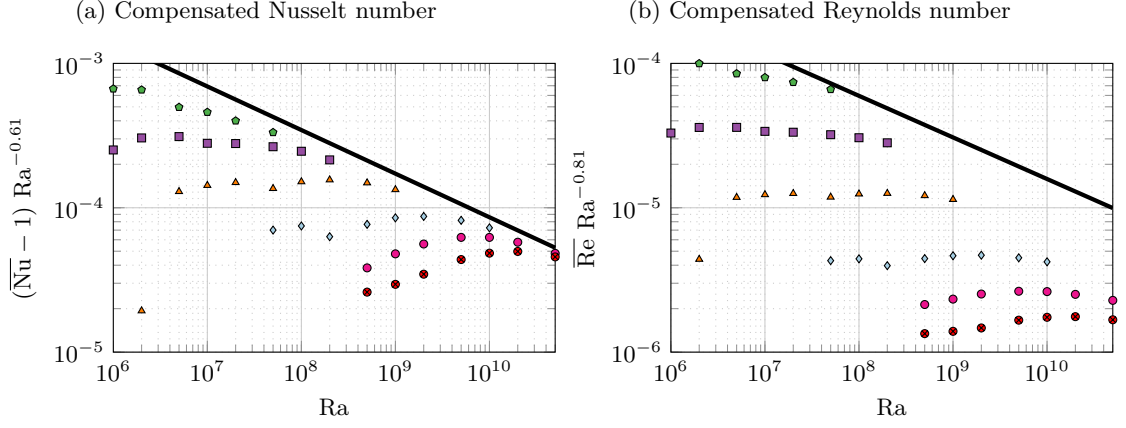 (a) Compensated Nusselt number
(N̅u̅ − 1) Ra^−0.61
10^−3
10^−4
10^−5
10^6 10^7 10^8 10^9 10^10
Ra
(b) Compensated Reynolds number
R̅e̅ Ra^−0.81
10^−4
10^−5
10^−6
10^6 10^7 10^8 10^9 10^10
Ra